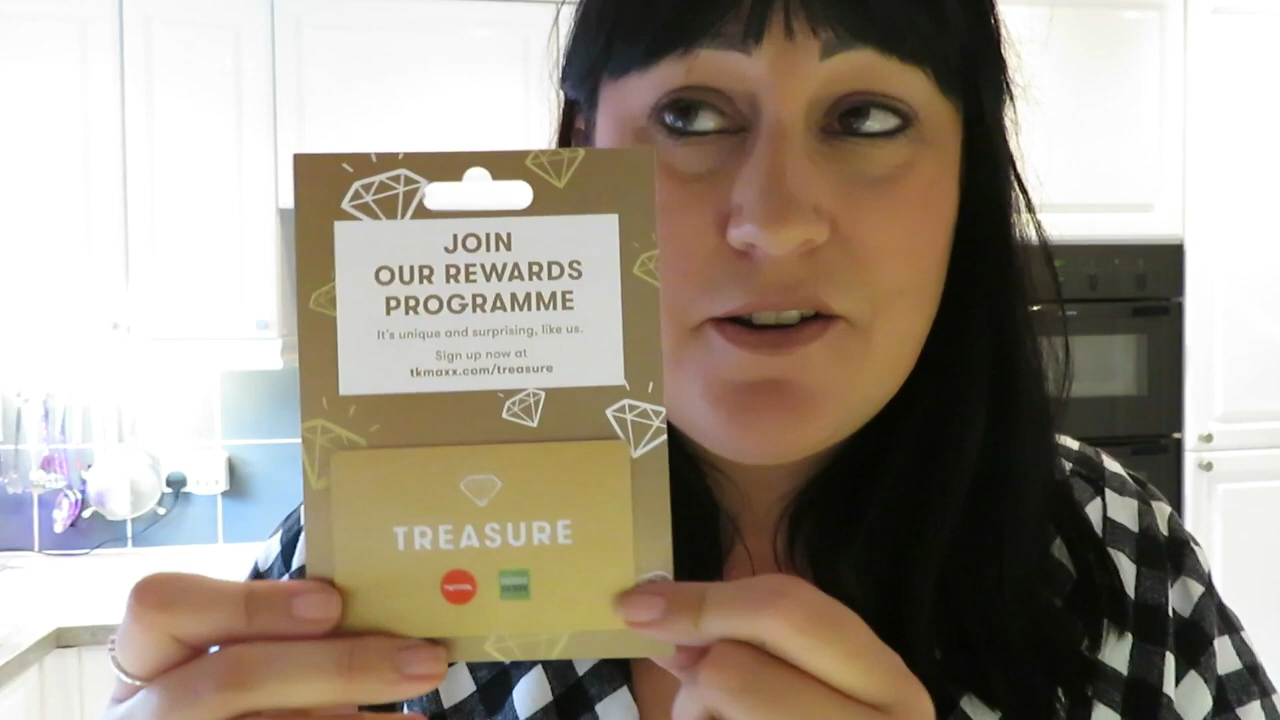 JOIN
OUR REWARDS
PROGRAMME
It's unique and surprising, like us.
Sign up now at
tkmaxx.com/treasure
TREASURE